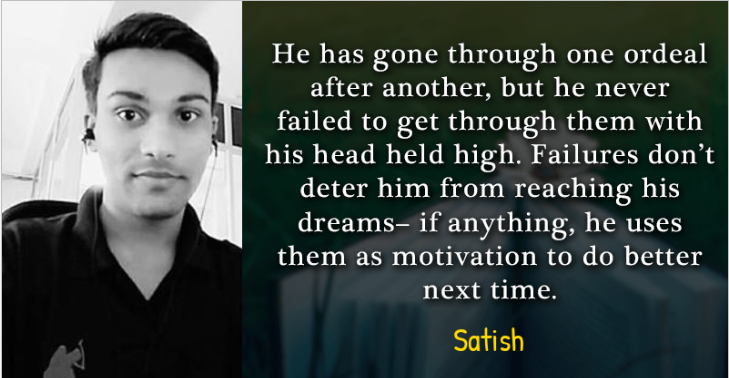 He has gone through one ordeal
after another, but he never
failed to get through them with
his head held high. Failures don’t
deter him from reaching his
dreams– if anything, he uses
them as motivation to do better
next time.
Satish